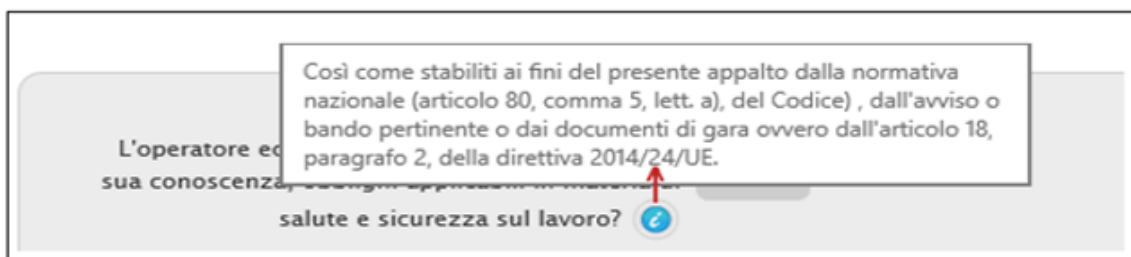 Così come stabiliti ai fini del presente appalto dalla normativa
nazionale (articolo 80, comma 5, lett. a), del Codice) , dall'avviso o
bando pertinente o dai documenti di gara ovvero dall'articolo 18,
paragrafo 2, della direttiva 2014/24/UE.
L'operatore
sua conoscenza,
salute e sicurezza sul lavoro?